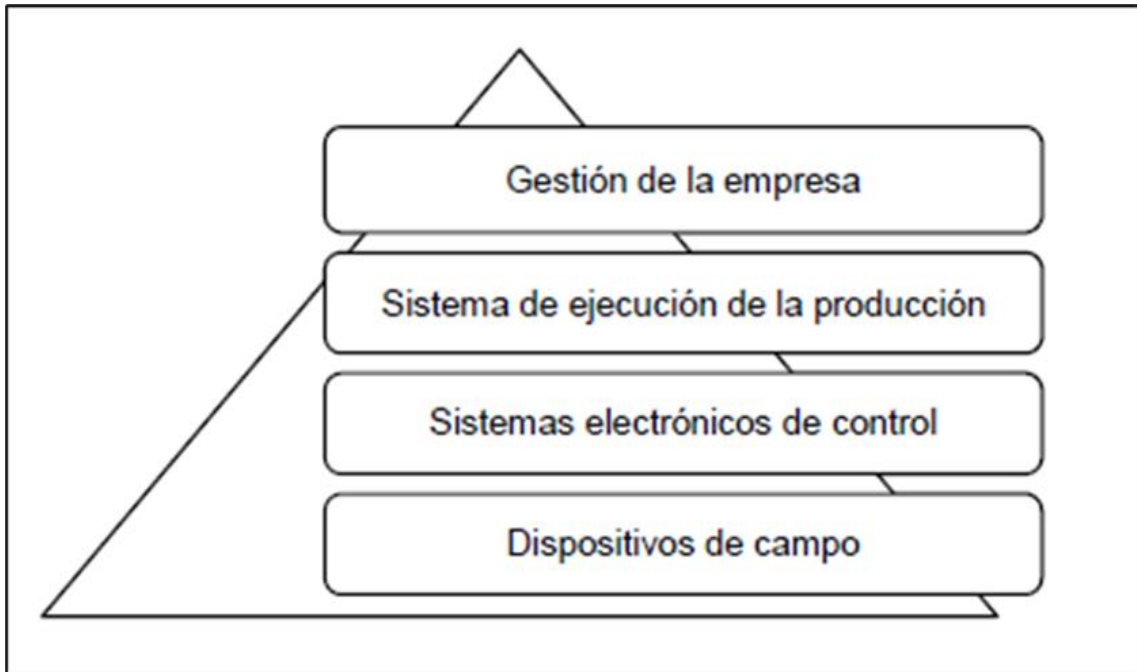 Gestión de la empresa
Sistema de ejecución de la producción
Sistemas electrónicos de control
Dispositivos de campo